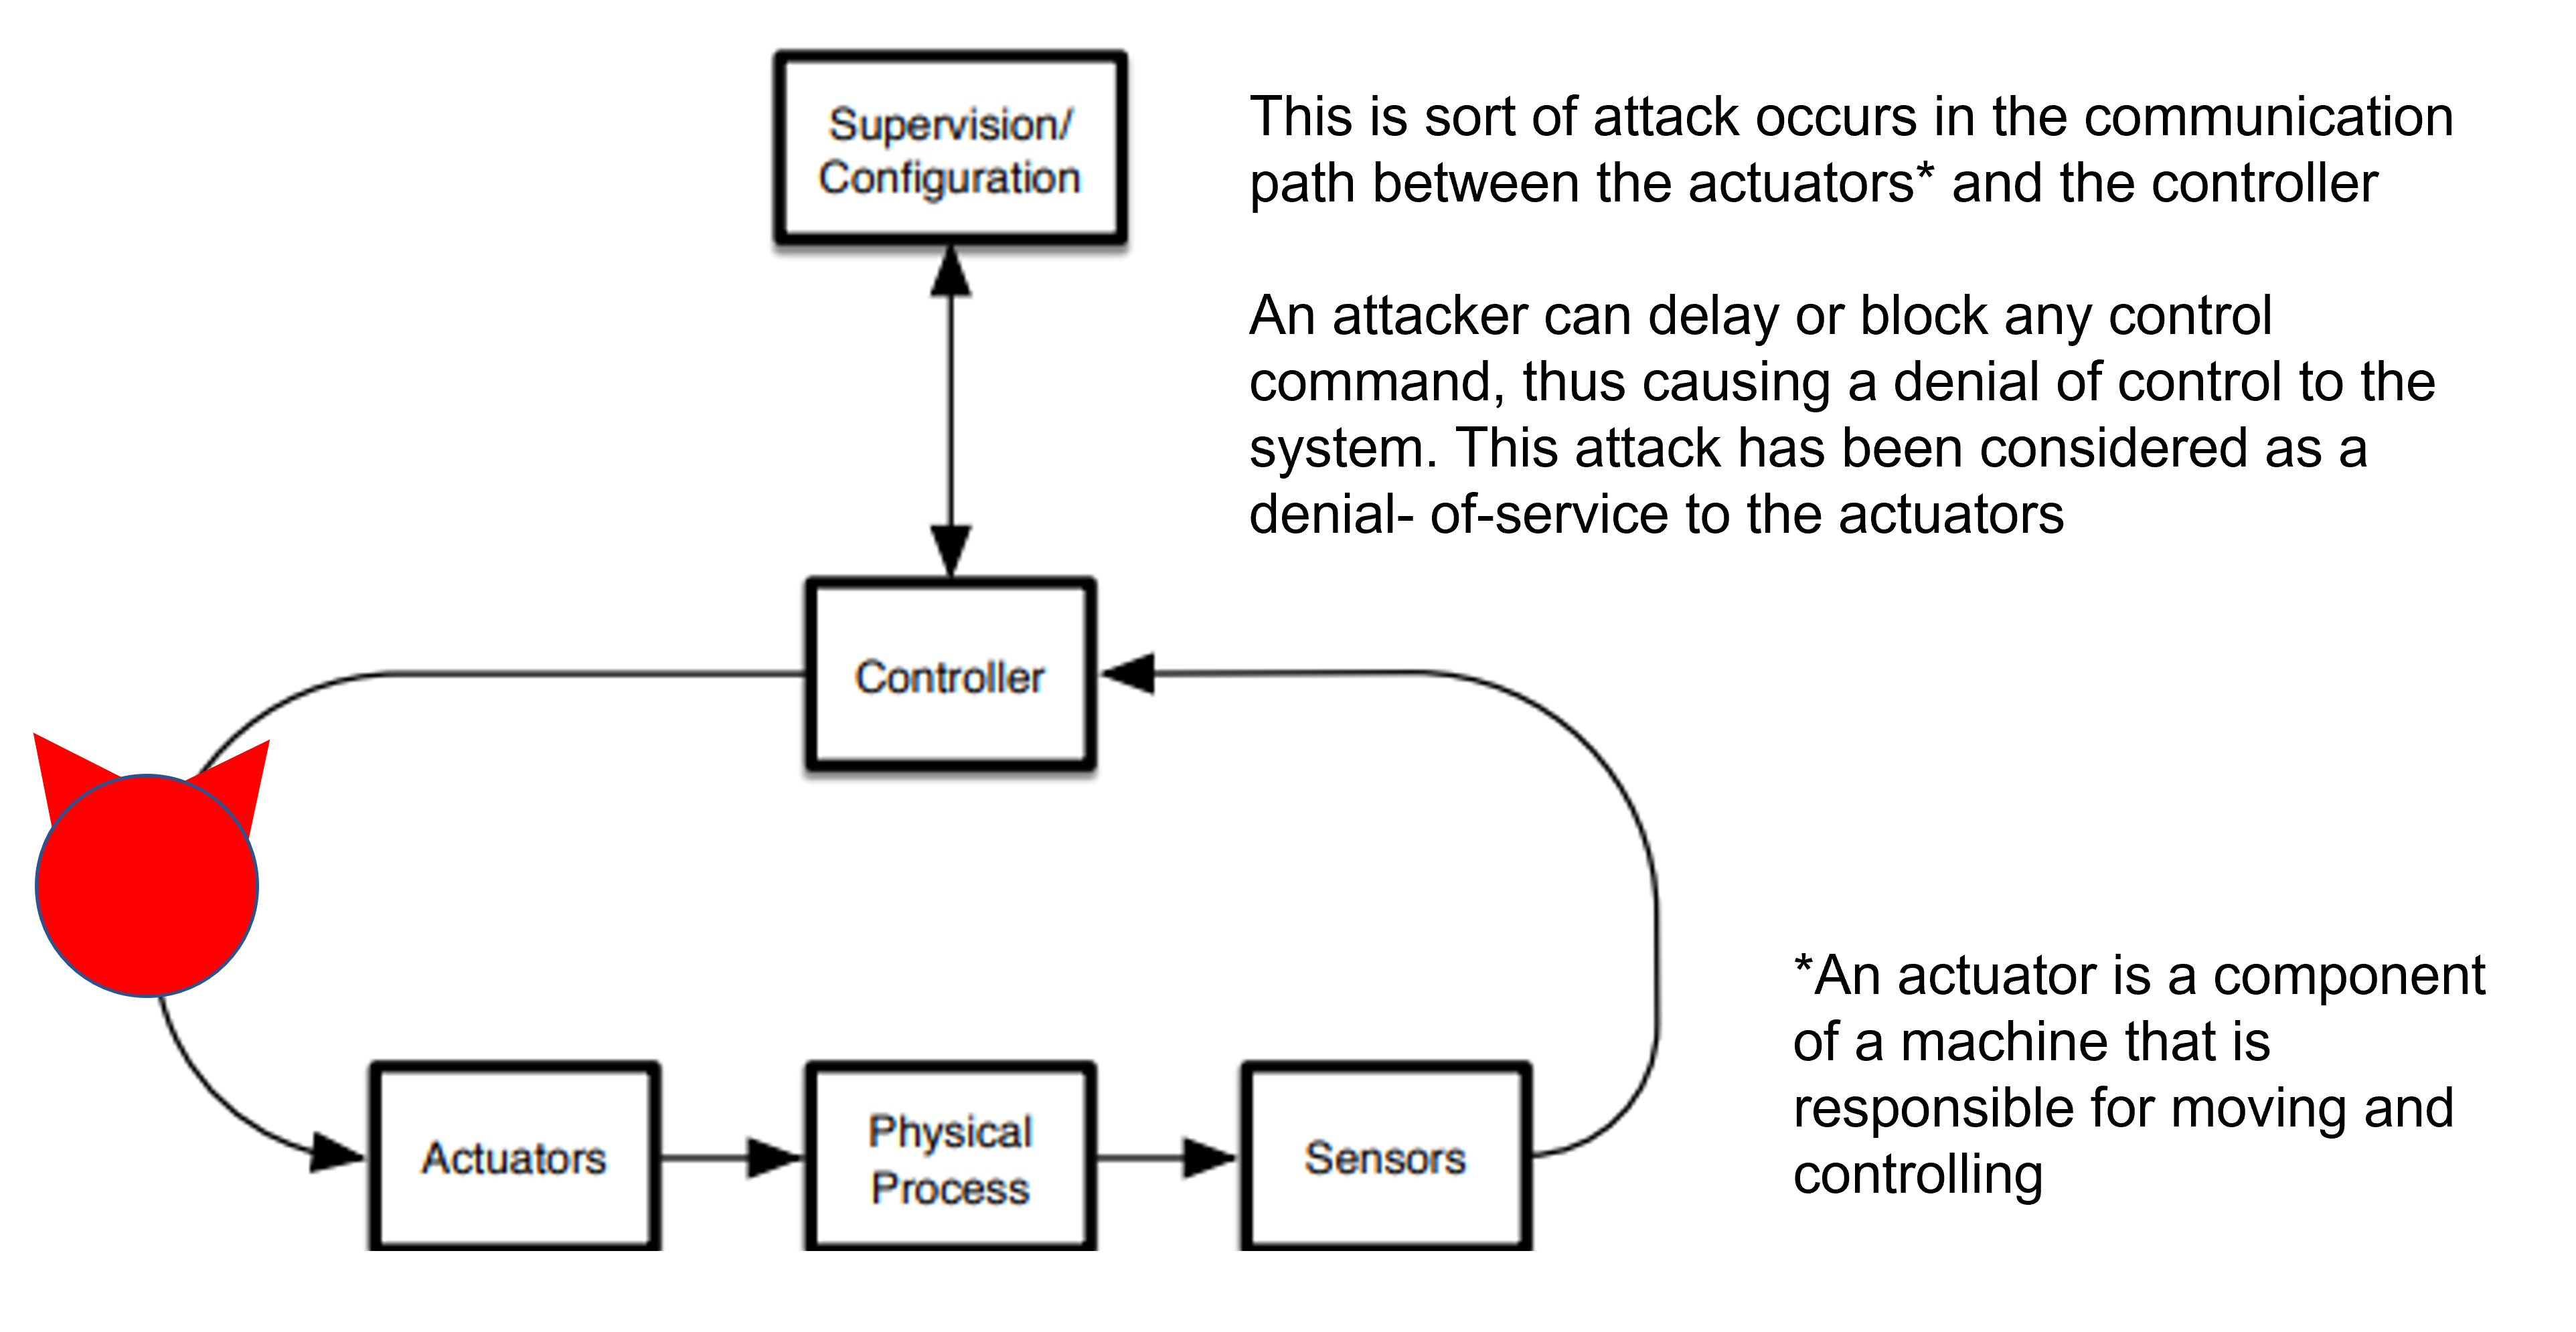 Supervision/
Configuration
This is sort of attack occurs in the communication
path between the actuators* and the controller
An attacker can delay or block any control
command, thus causing a denial of control to the
system. This attack has been considered as a
denial- of-service to the actuators
Controller
Actuators
Physical
Process
Sensors
*An actuator is a component
of a machine that is
responsible for moving and
controlling